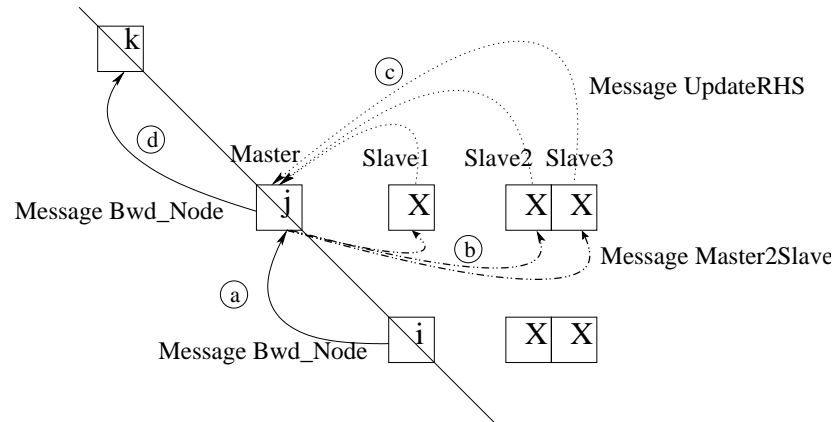 k
c
Message UpdateRHS
d
Master
Slave1
Slave2
Slave3
j
X
X
X
Message Bwd_Node
b
Message Master2Slave
a
i
X
X
Message Bwd_Node